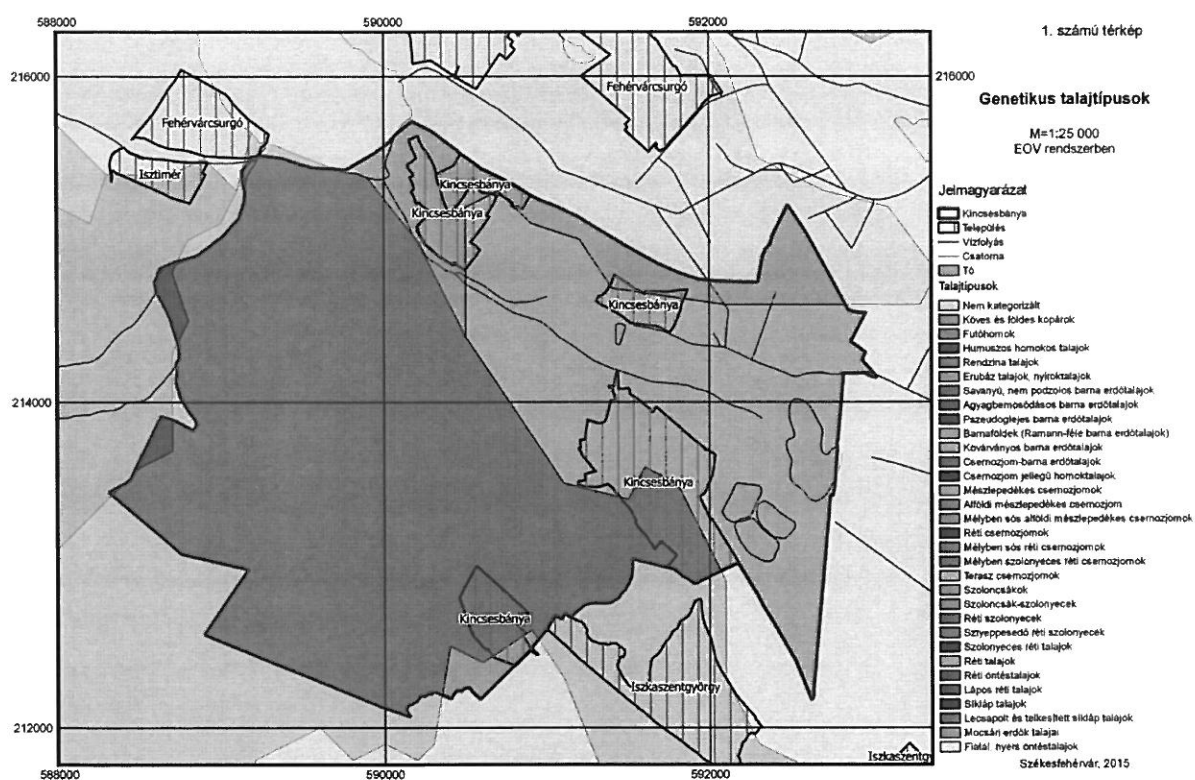 588000
590000
592000
1. számú térkép
216000
216000
Fehérvárcsurgó
Fehérvárcsurgó
Isztimér
Kincsesbánya
Kincsesbánya
Kincsesbánya
214000
Kincsesbánya
Kincsesbánya
Iszkaszentgyörgy
212000
Iszkaszentg
588000
590000
592000
Genetikus talajtípusok
M=1:25 000
EOV rendszerben
Jelmagyarázat
Kincsesbánya
Település
Vízfolyás
Csatorna
Tó
Talajtípusok
Nem kategorizált
Köves és földes kopárok
Futóhomok
Humuszos homokos talajok
Rendzina talajok
Erubáz talajok, nyiroktalajok
Savanyú, nem podzolos barna erdőtalajok
Agyagbemosódásos barna erdőtalajok
Pszeudoglejes barna erdőtalajok
Barnaföldek (Ramann-féle barna erdőtalajok)
Kovárványos barna erdőtalajok
Csernozjom-barna erdőtalajok
Csernozjom jellegű homoktalajok
Mészlepedékes csernozjomok
Alföldi mészlepedékes csernozjom
Mélyben sós alföldi mészlepedékes csernozjomok
Réti csernozjomok
Mélyben sós réti csernozjomok
Mélyben szolonyeces réti csernozjomok
Terasz csernozjomok
Szoloncsákok
Szoloncsák-szolonyecek
Réti szolonyecek
Sztyeppesedő réti szolonyecek
Szolonyeces réti talajok
Réti talajok
Réti öntéstalajok
Lápos réti talajok
Síkláp talajok
Lecsapolt és telkesített síkláp talajok
Mocsári erdők talajai
Fiatal, nyers öntéstalajok
Székesfehérvár, 2015